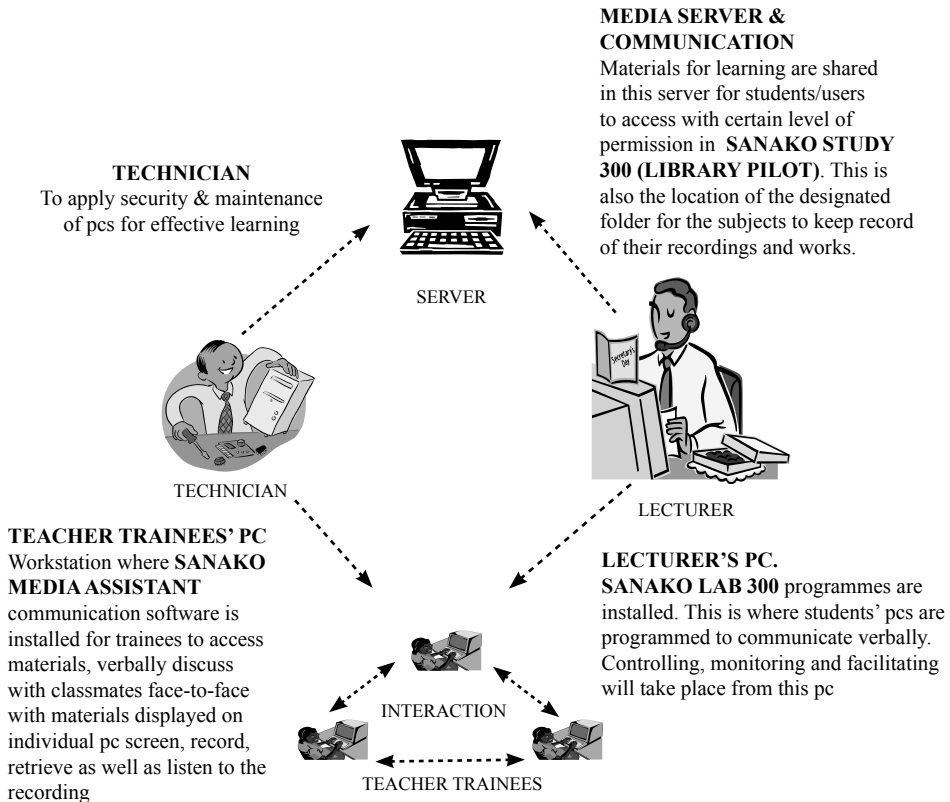 MEDIA SERVER &
COMMUNICATION
Materials for learning are shared
in this server for students/users
to access with certain level of
permission in SANAKO STUDY
300 (LIBRARY PILOT). This is
also the location of the designated
folder for the subjects to keep record
of their recordings and works.
TECHNICIAN
To apply security & maintenance
of pcs for effective learning
SERVER
Secretary's
Day
TECHNICIAN
LECTURER
TEACHER TRAINEES' PC
Workstation where SANAKO
MEDIA ASSISTANT
communication software is
installed for trainees to access
materials, verbally discuss
with classmates face-to-face
with materials displayed on
individual pc screen, record,
retrieve as well as listen to the
recording
LECTURER'S PC.
SANAKO LAB 300 programmes are
installed. This is where students' pcs are
programmed to communicate verbally.
Controlling, monitoring and facilitating
will take place from this pc
INTERACTION
TEACHER TRAINEES